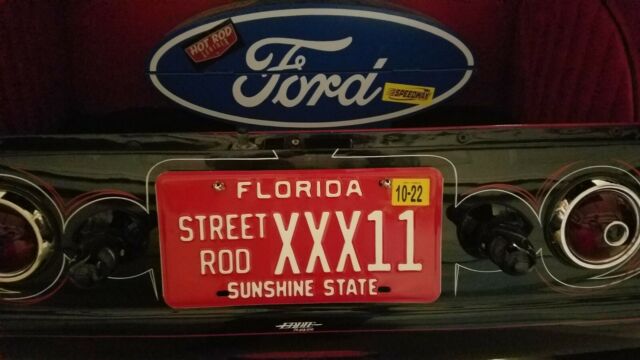 HOT ROD
Ford
SPEEDWAY
FLORIDA
10-22
STREET
ROD
XXX11
SUNSHINE STATE